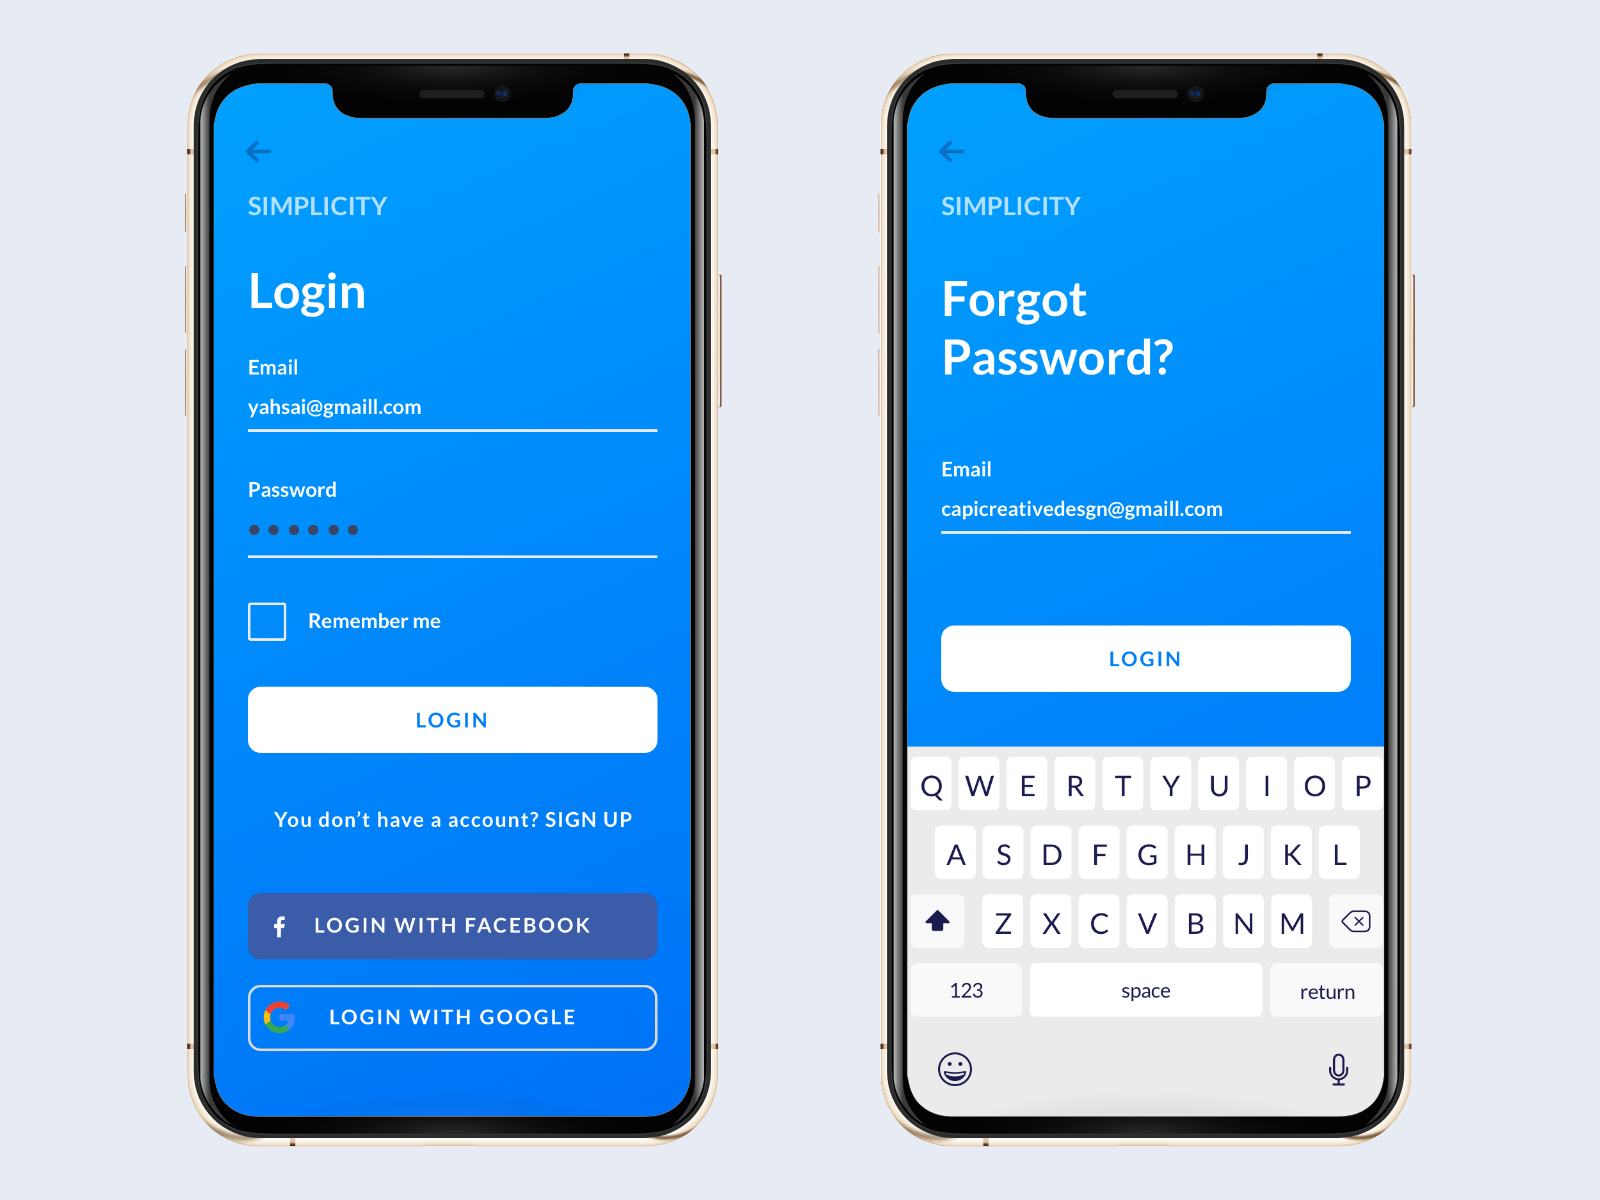 SIMPLICITY
Login
Email
yahsai@gmaill.com
Password
Remember me
LOGIN
You don’t have a account? SIGN UP
LOGIN WITH FACEBOOK
LOGIN WITH GOOGLE
SIMPLICITY
Forgot
Password?
Email
capicreativedesgn@gmaill.com
LOGIN
Q W E R T Y U I O P
A S D F G H J K L
Z X C V B N M
123 space return